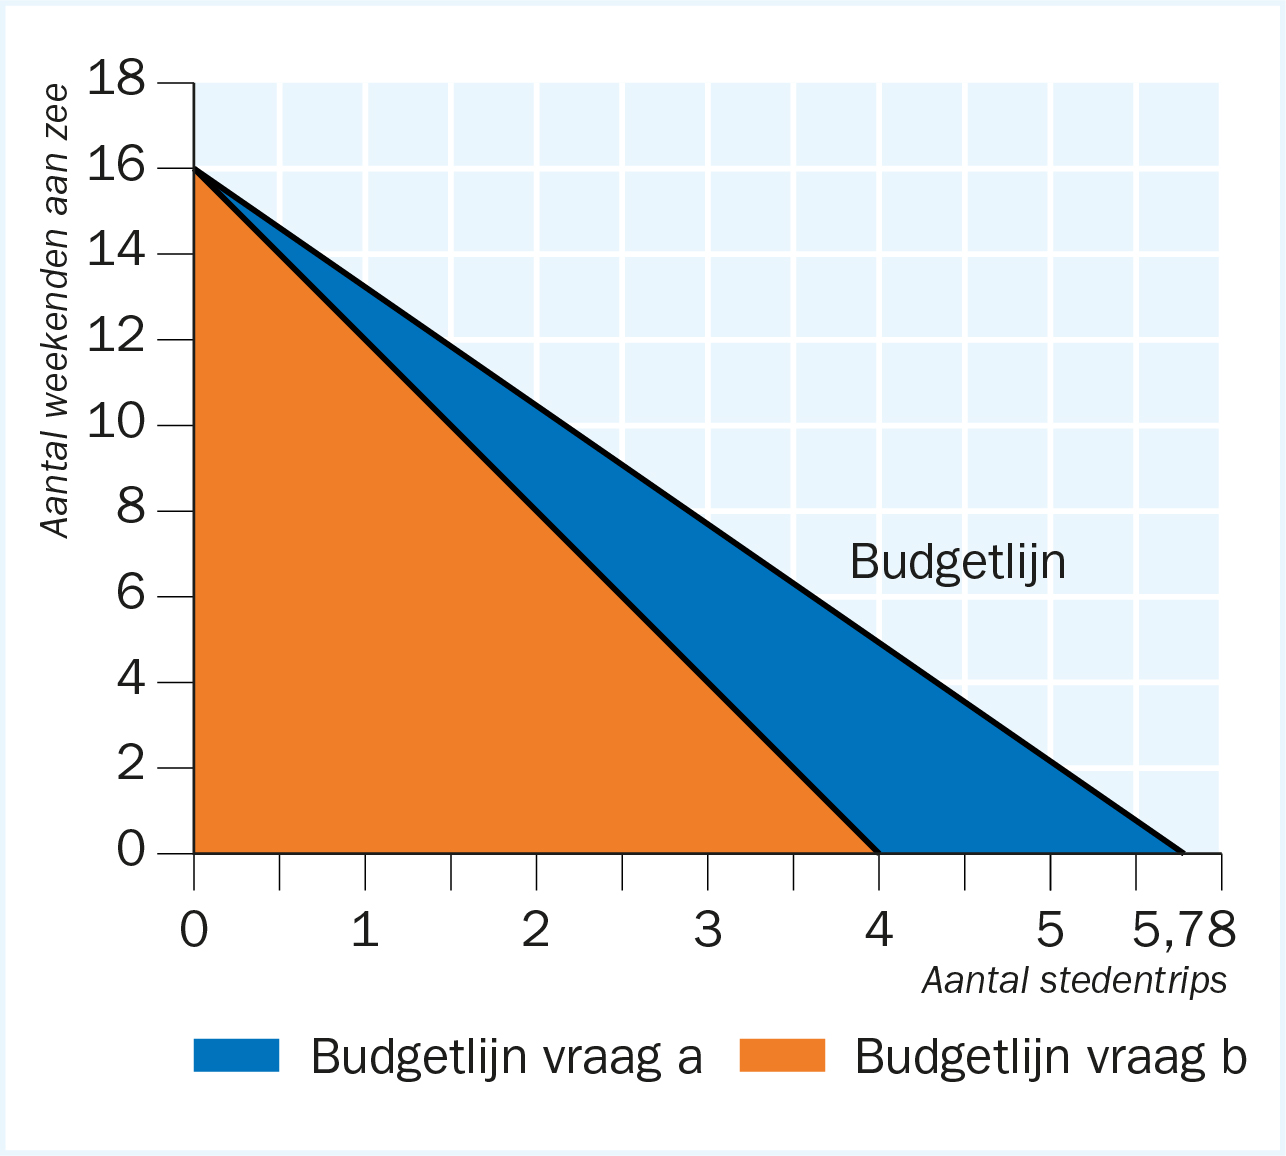 Aantal weekenden aan zee
18
16
14
12
10
8
6
4
2
0
Budgetlijn
0 1 2 3 4 5 5,78
Aantal stedentrips
Budgetlijn vraag a Budgetlijn vraag b